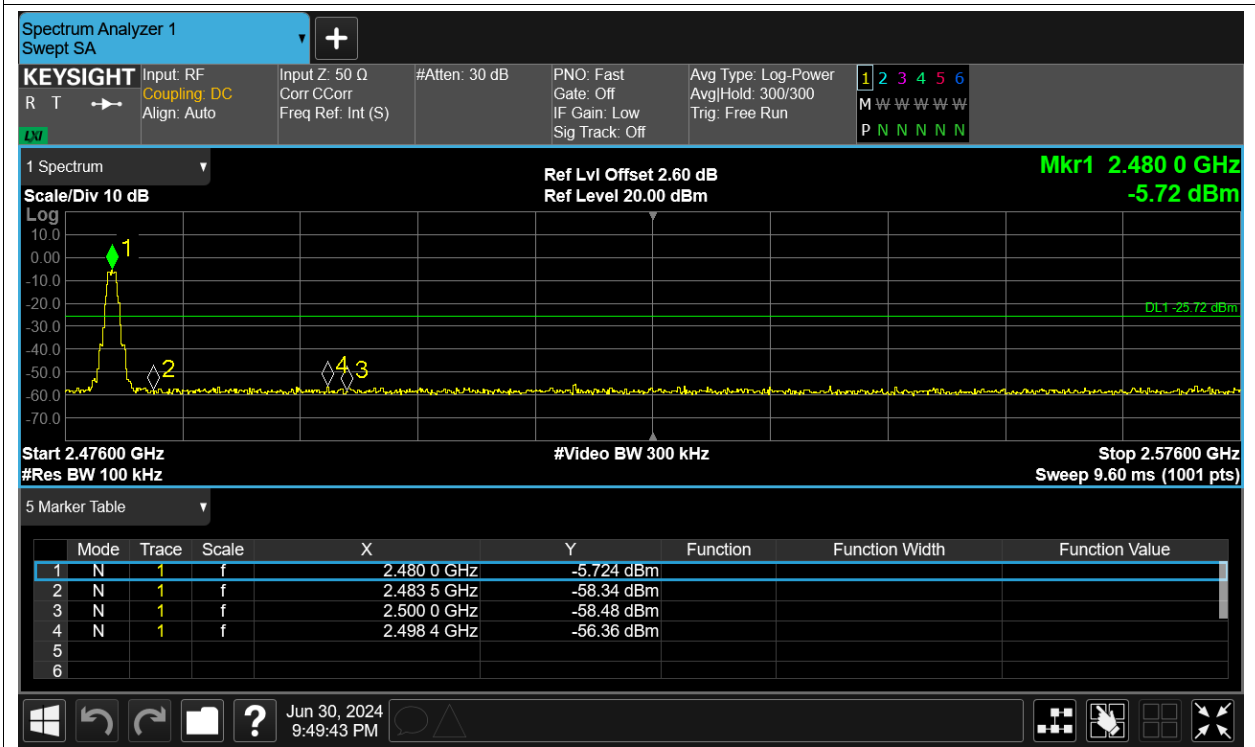 Spectrum Analyzer 1
Swept SA
KEYSIGHT
R T
LXI
Input: RF
Coupling: DC
Align: Auto
Input Z: 50 Ω
Corr CCorr
Freq Ref: Int (S)
#Atten: 30 dB
PNO: Fast
Gate: Off
IF Gain: Low
Sig Track: Off
Avg Type: Log-Power
Avg|Hold: 300/300
Trig: Free Run
1 2 3 4 5 6
M W W W W W
P N N N N N
1 Spectrum
Scale/Div 10 dB
Ref Lvl Offset 2.60 dB
Ref Level 20.00 dBm
Mkr1 2.480 0 GHz
-5.72 dBm
Log
10.0
0.00
-10.0
-20.0
-30.0
-40.0
-50.0
-60.0
-70.0
1
2
4
3
DL1 -25.72 dBm
Start 2.47600 GHz
#Res BW 100 kHz
#Video BW 300 kHz
Stop 2.57600 GHz
Sweep 9.60 ms (1001 pts)
5 Marker Table
Mode Trace Scale X Y Function Function Width Function Value
1 N 1 f 2.480 0 GHz -5.724 dBm
2 N 1 f 2.483 5 GHz -58.34 dBm
3 N 1 f 2.500 0 GHz -58.48 dBm
4 N 1 f 2.498 4 GHz -56.36 dBm
5
6
?
Jun 30, 2024
9:49:43 PM